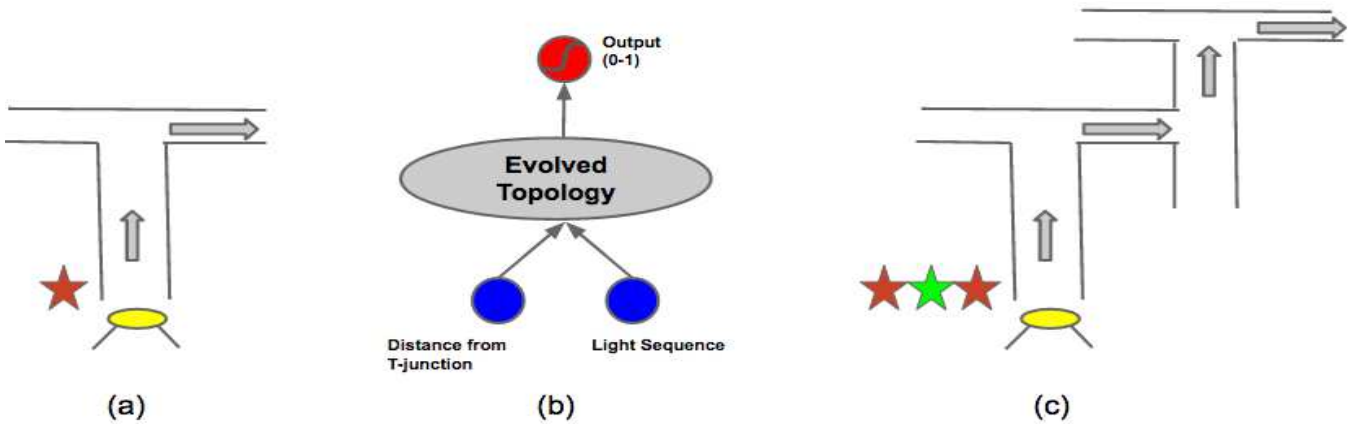 Output
(0-1)
Evolved
Topology
Distance from
T-junction
Light Sequence
(a)
(b)
(c)